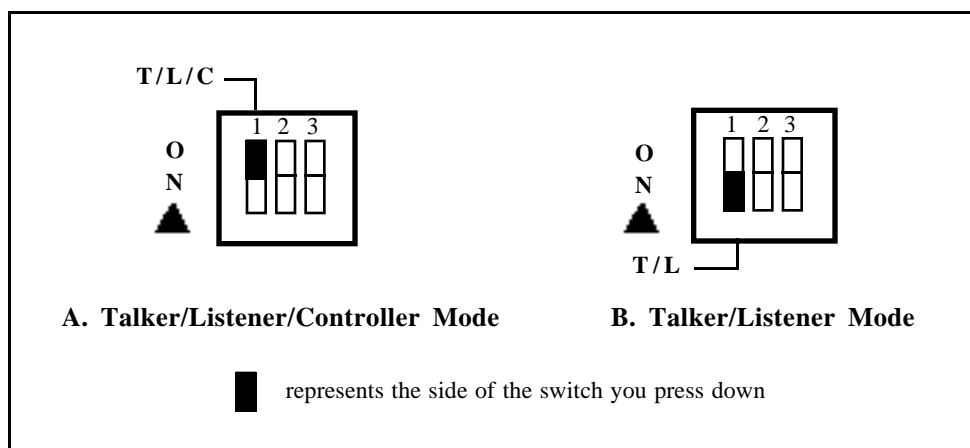 T/L/C
1 2 3
O
N
A. Talker/Listener/Controller Mode
1 2 3
O
N
T/L
B. Talker/Listener Mode
represents the side of the switch you press down